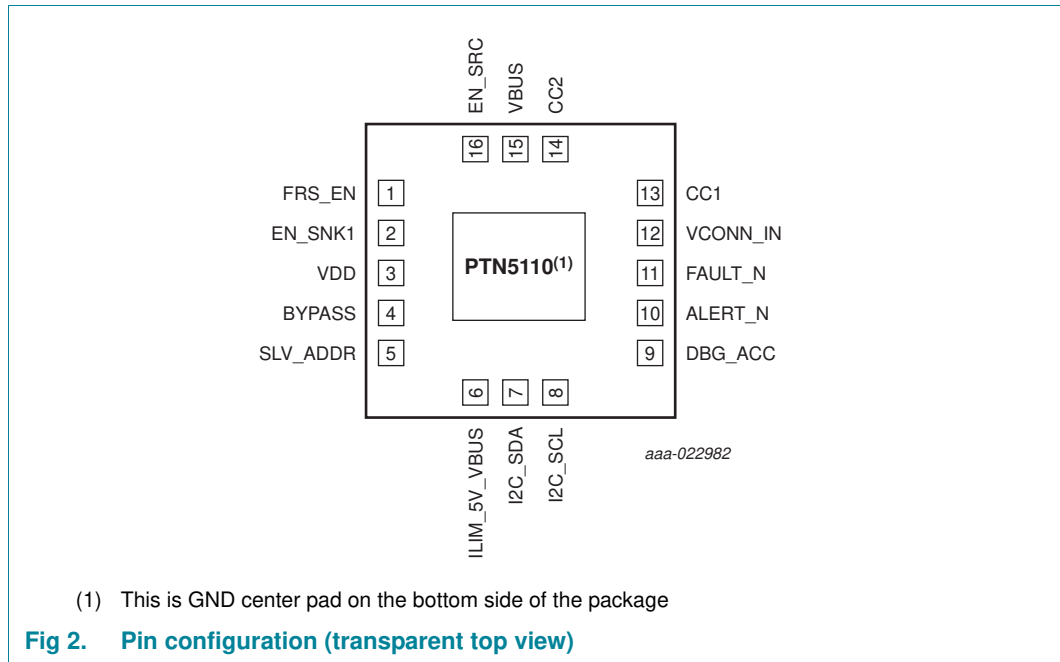 EN_SRC
VBUS
CC2
16
15
14
FRS_EN 1
EN_SNK1 2
VDD 3
BYPASS 4
SLV_ADDR 5
PTN5110(1)
13 CC1
12 VCONN_IN
11 FAULT_N
10 ALERT_N
9 DBG_ACC
6
7
8
ILIM_5V_VBUS
I2C_SDA
I2C_SCL
aaa-022982
(1) This is GND center pad on the bottom side of the package
Fig 2. Pin configuration (transparent top view)